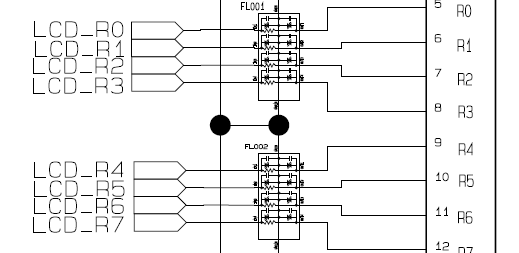 FL001
5 R0
LCD_R0
LCD_R1
6 R1
LCD_R2
7 R2
LCD_R3
8 R3
9 R4
FL002
LCD_R4
10 R5
LCD_R5
LCD_R6
11 R6
LCD_R7
12 R7